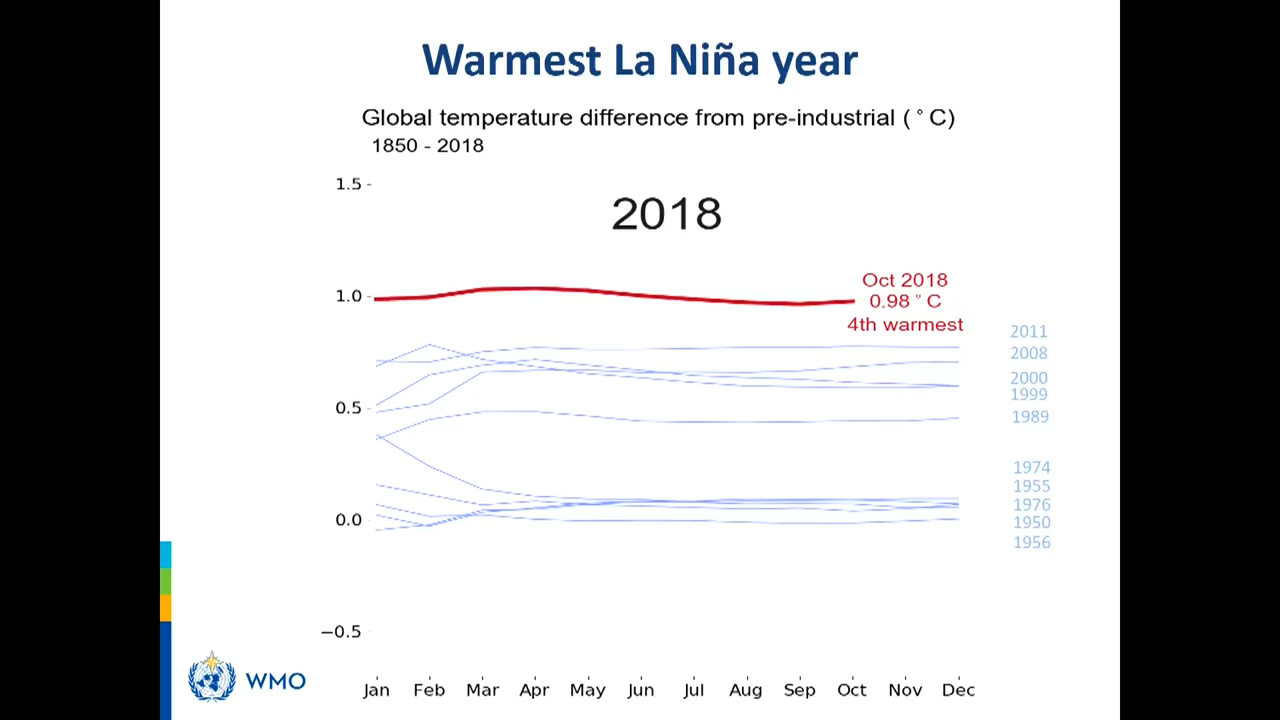 Warmest La Niña year
Global temperature difference from pre-industrial (°C)
1850 - 2018
1.5
2018
1.0
Oct 2018
0.98 °C
4th warmest
2011
2008
2000
1999
0.5
1989
1974
1955
1976
0.0
1950
1956
−0.5
WMO
Jan Feb Mar Apr May Jun Jul Aug Sep Oct Nov Dec